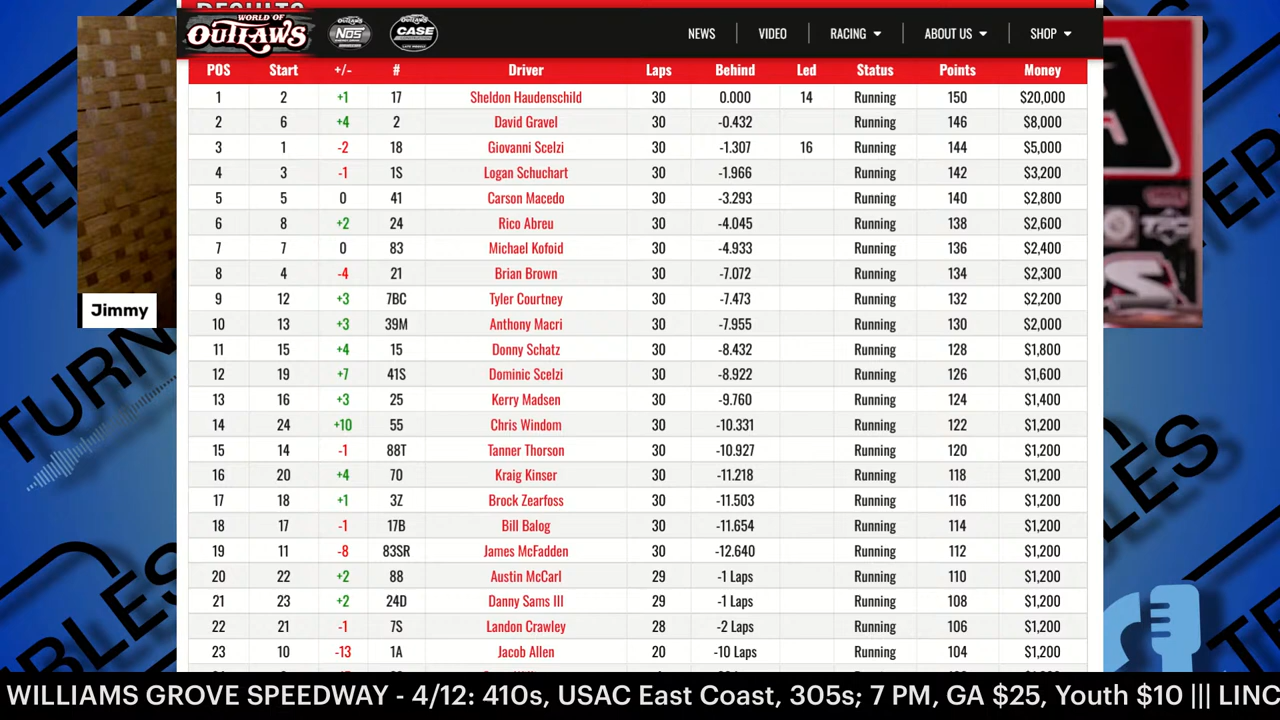 RESULTS
WORLD OF OUTLAWS NOS CASE NEWS VIDEO RACING ABOUT US SHOP
POS Start +/- # Driver Laps Behind Led Status Points Money
1 2 +1 17 Sheldon Haudenschild 30 0.000 14 Running 150 $20,000
2 6 +4 2 David Gravel 30 -0.432 Running 146 $8,000
3 1 -2 18 Giovanni Scelzi 30 -1.307 16 Running 144 $5,000
4 3 -1 1S Logan Schuchart 30 -1.966 Running 142 $3,200
5 5 0 41 Carson Macedo 30 -3.293 Running 140 $2,800
6 8 +2 24 Rico Abreu 30 -4.045 Running 138 $2,600
7 7 0 83 Michael Kofoid 30 -4.933 Running 136 $2,400
8 4 -4 21 Brian Brown 30 -7.072 Running 134 $2,300
9 12 +3 7BC Tyler Courtney 30 -7.473 Running 132 $2,200
10 13 +3 39M Anthony Macri 30 -7.955 Running 130 $2,000
11 15 +4 15 Donny Schatz 30 -8.432 Running 128 $1,800
12 19 +7 41S Dominic Scelzi 30 -8.922 Running 126 $1,600
13 16 +3 25 Kerry Madsen 30 -9.760 Running 124 $1,400
14 24 +10 55 Chris Windom 30 -10.331 Running 122 $1,200
15 14 -1 88T Tanner Thorson 30 -10.927 Running 120 $1,200
16 20 +4 70 Kraig Kinser 30 -11.218 Running 118 $1,200
17 18 +1 3Z Brock Zearfoss 30 -11.503 Running 116 $1,200
18 17 -1 17B Bill Balog 30 -11.654 Running 114 $1,200
19 11 -8 83SR James McFadden 30 -12.640 Running 112 $1,200
20 22 +2 88 Austin McCarl 29 -1 Laps Running 110 $1,200
21 23 +2 24D Danny Sams III 29 -1 Laps Running 108 $1,200
22 21 -1 7S Landon Crawley 28 -2 Laps Running 106 $1,200
23 10 -13 1A Jacob Allen 20 -10 Laps Running 104 $1,200
Jimmy
WILLIAMS GROVE SPEEDWAY - 4/12: 410s, USAC East Coast, 305s; 7 PM, GA $25, Youth $10 ||| LINC